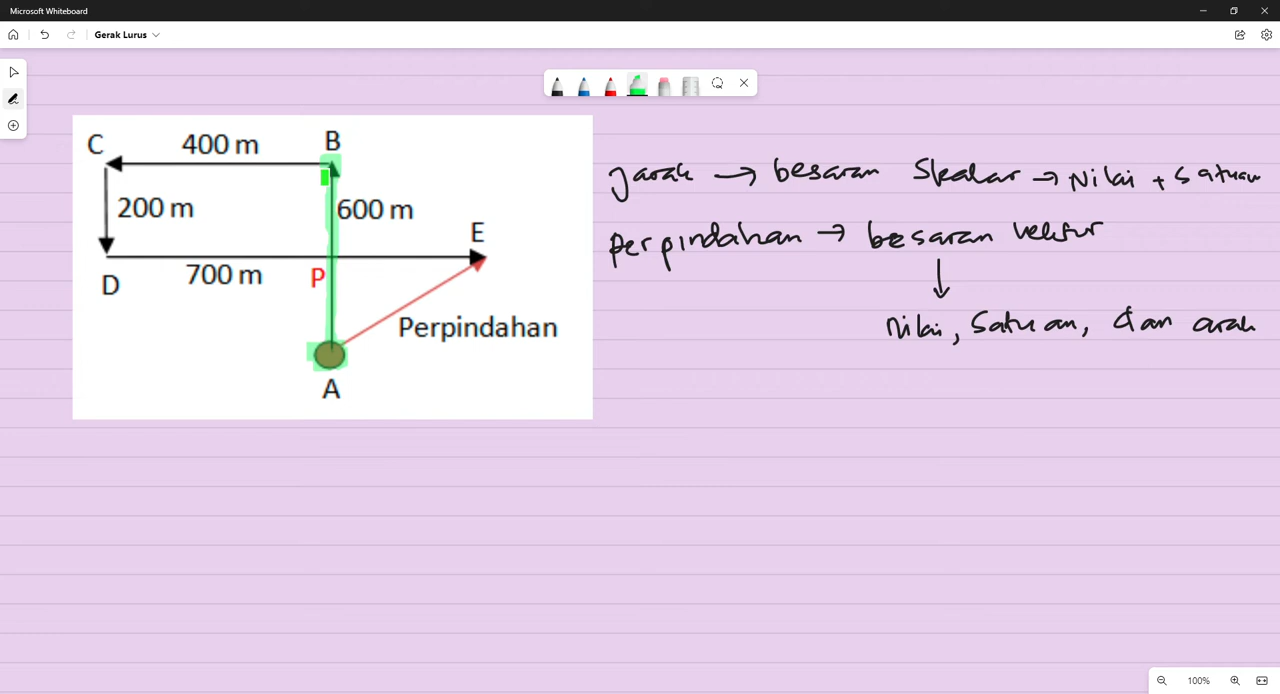 Microsoft Whiteboard
Gerak Lurus
C
400 m
B
200 m
600 m
E
D
700 m
P
Perpindahan
A
Jarak → besaran Skalar → Nilai + Satuan
Perpindahan → besaran vektor
↓
nilai, Satuan, dan arah
100%